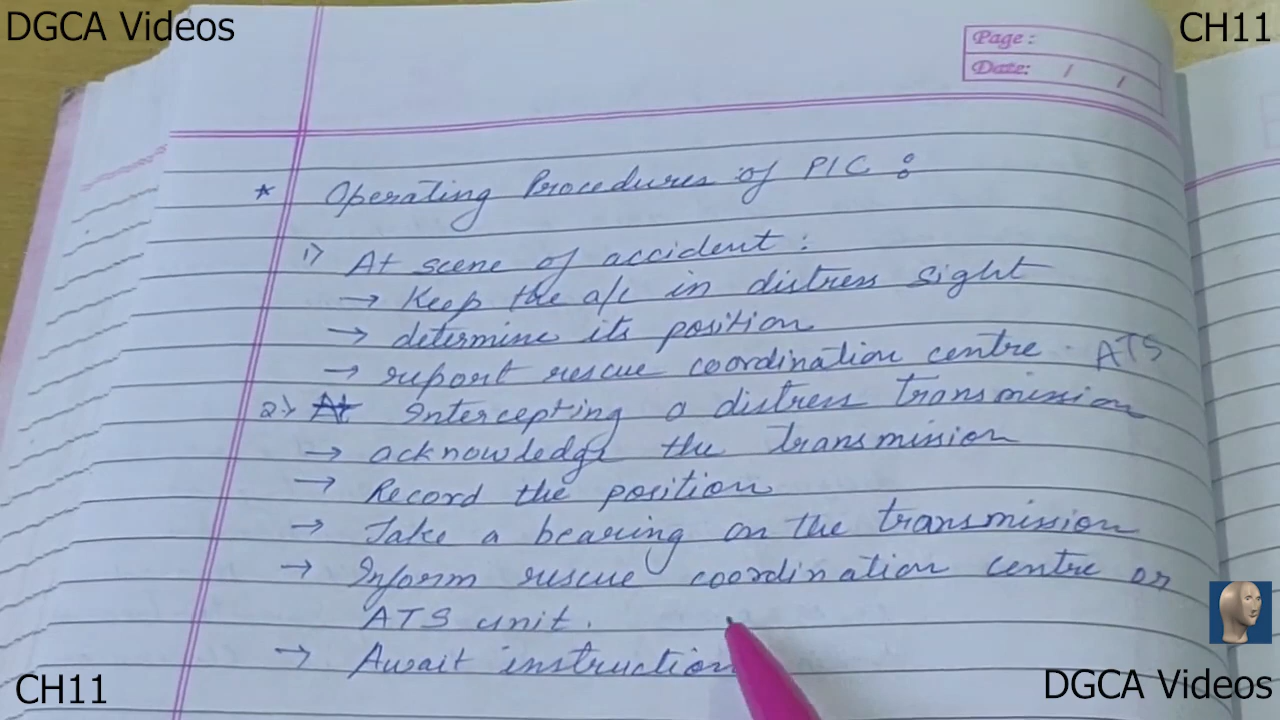 DGCA Videos
CH11
Page :
Date: / /
* Operating Procedures of PIC :
1) At scene of accident :
→ Keep the a/c in distress sight
→ determine its position
→ report rescue coordination centre ATS
2) At Intercepting a distress transmission
→ acknowledge the transmission
→ Record the position
→ Take a bearing on the transmission
→ Inform rescue coordination centre or
ATS unit.
→ Await instruction
CH11
DGCA Videos